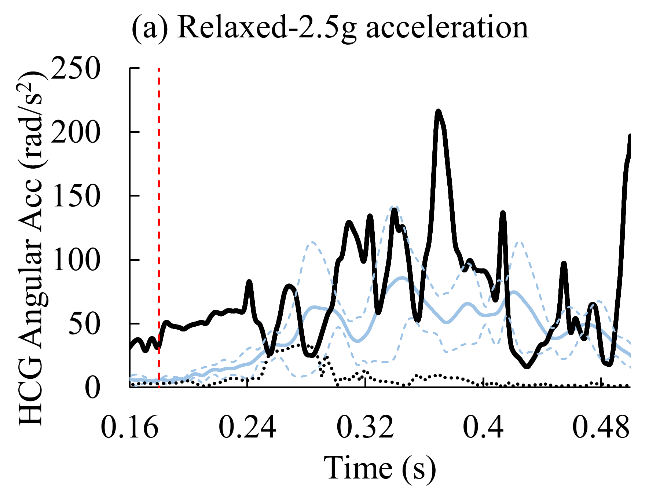 (a) Relaxed-2.5g acceleration
HCG Angular Acc (rad/s²)
250
200
150
100
50
0
0.16 0.24 0.32 0.4 0.48
Time (s)